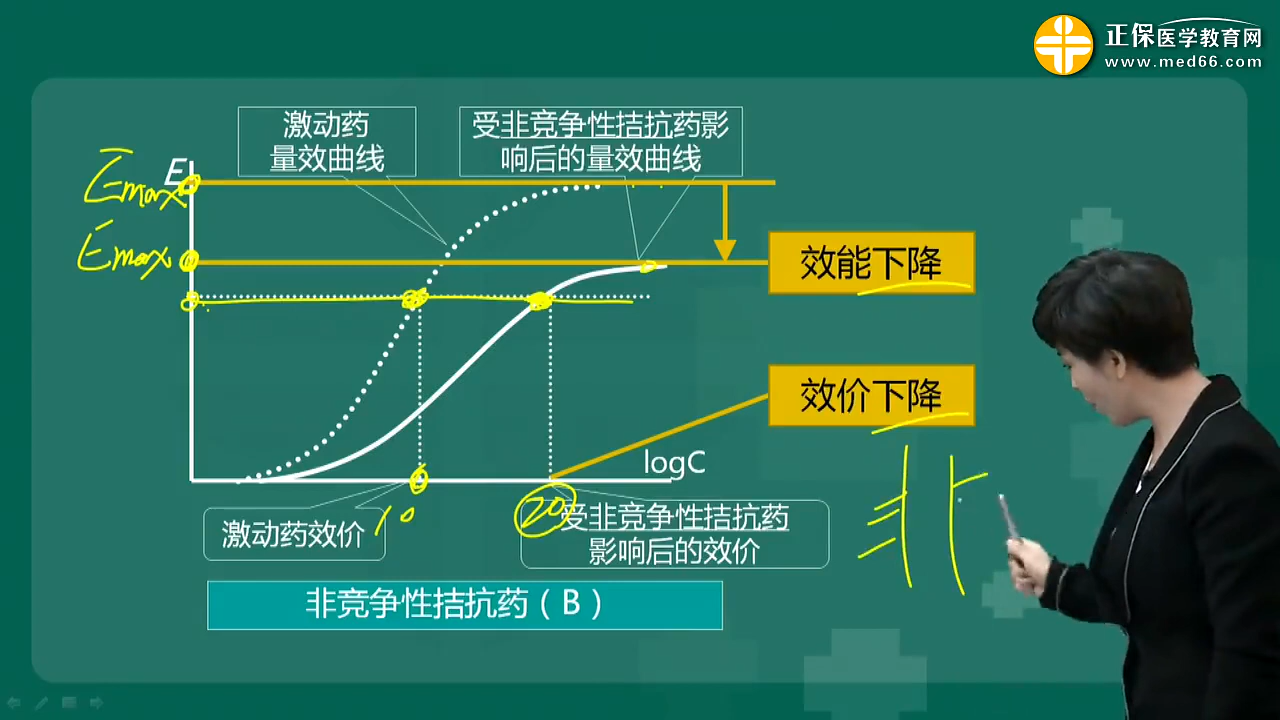 正保医学教育网
www.med66.com
激动药
量效曲线
受非竞争性拮抗药影
响后的量效曲线
E
Emax
Emax
效能下降
效价下降
logC
激动药效价
10
20
受非竞争性拮抗药
影响后的效价
非
非竞争性拮抗药（B）